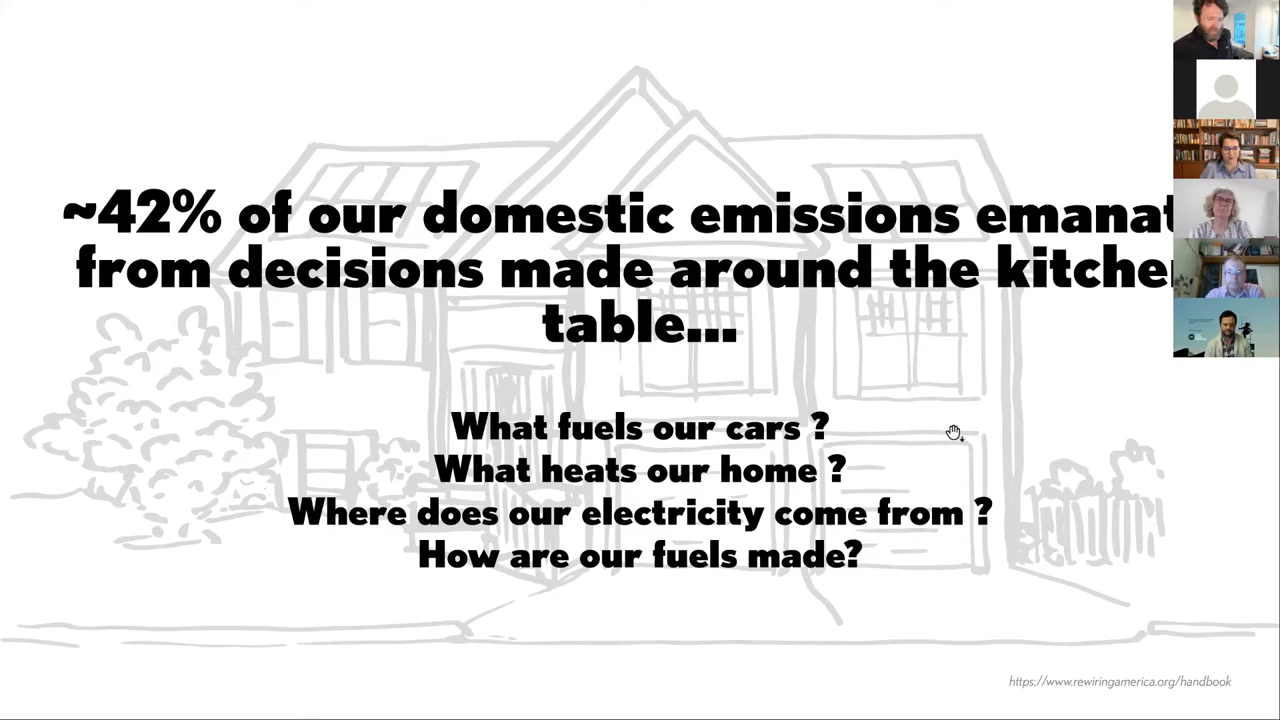 ~42% of our domestic emissions emanat
from decisions made around the kitchen
table...
What fuels our cars ?
What heats our home ?
Where does our electricity come from ?
How are our fuels made?
https://www.rewiringamerica.org/handbook